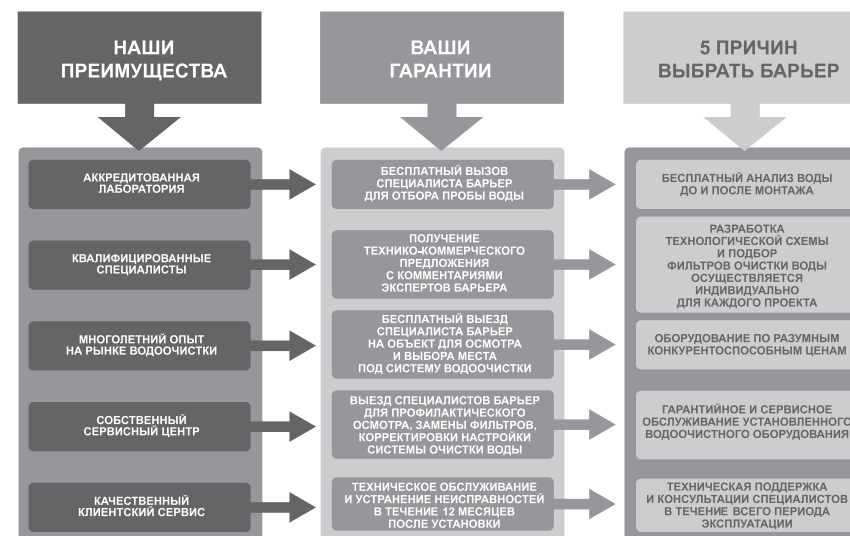 НАШИ
ПРЕИМУЩЕСТВА
ВАШИ
ГАРАНТИИ
5 ПРИЧИН
ВЫБРАТЬ БАРЬЕР
АККРЕДИТОВАННАЯ
ЛАБОРАТОРИЯ
БЕСПЛАТНЫЙ ВЫЗОВ
СПЕЦИАЛИСТА БАРЬЕР
ДЛЯ ОТБОРА ПРОБЫ ВОДЫ
БЕСПЛАТНЫЙ АНАЛИЗ ВОДЫ
ДО И ПОСЛЕ МОНТАЖА
КВАЛИФИЦИРОВАННЫЕ
СПЕЦИАЛИСТЫ
ПОЛУЧЕНИЕ
ТЕХНИКО-КОММЕРЧЕСКОГО
ПРЕДЛОЖЕНИЯ
С КОММЕНТАРИЯМИ
ЭКСПЕРТОВ БАРЬЕРА
РАЗРАБОТКА
ТЕХНОЛОГИЧЕСКОЙ СХЕМЫ
И ПОДБОР
ФИЛЬТРОВ ОЧИСТКИ ВОДЫ
ОСУЩЕСТВЛЯЕТСЯ
ИНДИВИДУАЛЬНО
ДЛЯ КАЖДОГО ПРОЕКТА
МНОГОЛЕТНИЙ ОПЫТ
НА РЫНКЕ ВОДООЧИСТКИ
БЕСПЛАТНЫЙ ВЫЕЗД
СПЕЦИАЛИСТА БАРЬЕР
НА ОБЪЕКТ ДЛЯ ОСМОТРА
И ВЫБОРА МЕСТА
ПОД СИСТЕМУ ВОДООЧИСТКИ
ОБОРУДОВАНИЕ ПО РАЗУМНЫМ
КОНКУРЕНТОСПОСОБНЫМ ЦЕНАМ
СОБСТВЕННЫЙ
СЕРВИСНЫЙ ЦЕНТР
ВЫЕЗД СПЕЦИАЛИСТОВ БАРЬЕР
ДЛЯ ПРОФИЛАКТИЧЕСКОГО
ОСМОТРА, ЗАМЕНЫ ФИЛЬТРОВ,
КОРРЕКТИРОВКИ НАСТРОЙКИ
СИСТЕМЫ ОЧИСТКИ ВОДЫ
ГАРАНТИЙНОЕ И СЕРВИСНОЕ
ОБСЛУЖИВАНИЕ УСТАНОВЛЕННОГО
ВОДООЧИСТНОГО ОБОРУДОВАНИЯ
КАЧЕСТВЕННЫЙ
КЛИЕНТСКИЙ СЕРВИС
ТЕХНИЧЕСКОЕ ОБСЛУЖИВАНИЕ
И УСТРАНЕНИЕ НЕИСПРАВНОСТЕЙ
В ТЕЧЕНИЕ 12 МЕСЯЦЕВ
ПОСЛЕ УСТАНОВКИ
ТЕХНИЧЕСКАЯ ПОДДЕРЖКА
И КОНСУЛЬТАЦИИ СПЕЦИАЛИСТОВ
В ТЕЧЕНИЕ ВСЕГО ПЕРИОДА
ЭКСПЛУАТАЦИИ